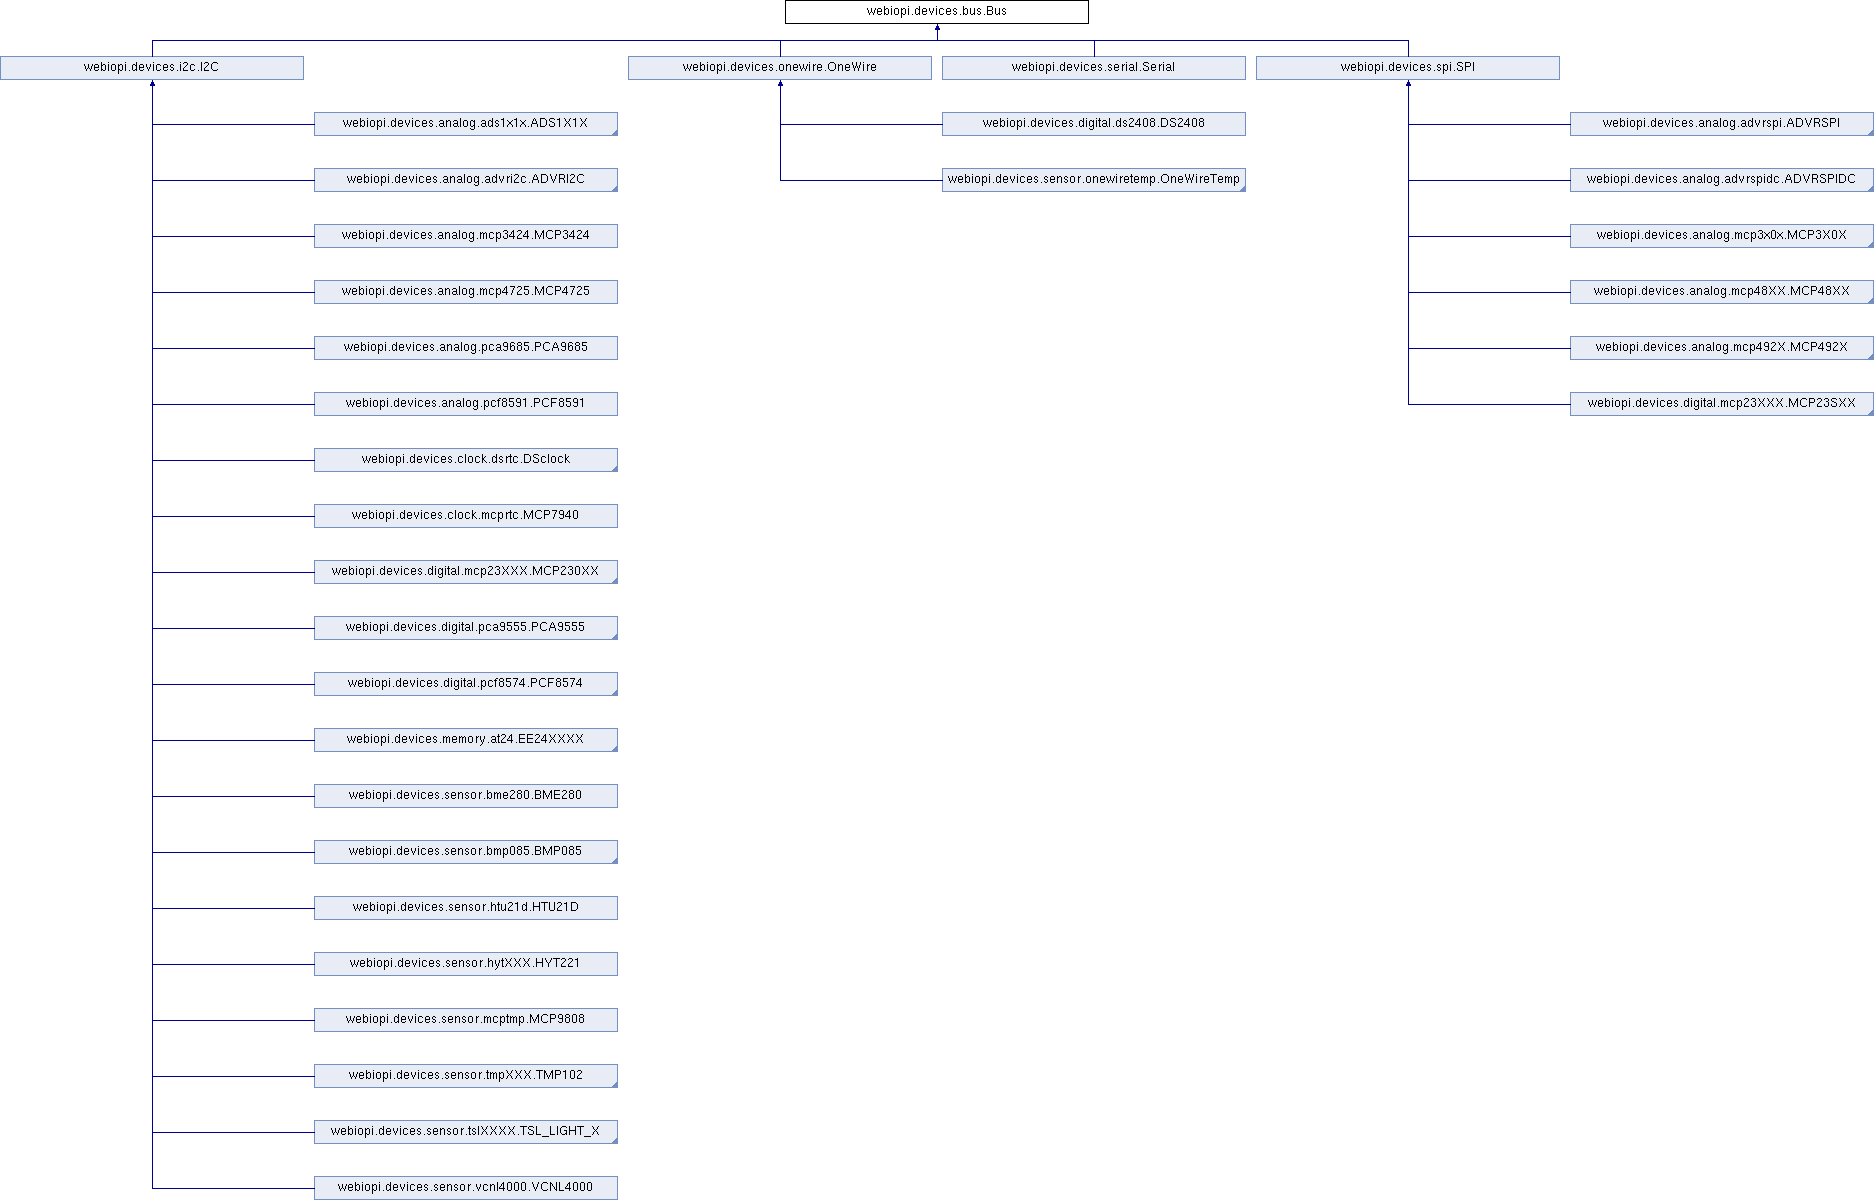 webiopi.devices.bus.Bus
webiopi.devices.i2c.I2C
webiopi.devices.onewire.OneWire
webiopi.devices.serial.Serial
webiopi.devices.spi.SPI
webiopi.devices.analog.ads1x1x.ADS1X1X
webiopi.devices.digital.ds2408.DS2408
webiopi.devices.analog.advrspi.ADVRSPI
webiopi.devices.analog.advri2c.ADVRI2C
webiopi.devices.sensor.onewiretemp.OneWireTemp
webiopi.devices.analog.advrspidc.ADVRSPIDC
webiopi.devices.analog.mcp3424.MCP3424
webiopi.devices.analog.mcp3x0x.MCP3X0X
webiopi.devices.analog.mcp4725.MCP4725
webiopi.devices.analog.mcp48XX.MCP48XX
webiopi.devices.analog.pca9685.PCA9685
webiopi.devices.analog.mcp492X.MCP492X
webiopi.devices.analog.pcf8591.PCF8591
webiopi.devices.digital.mcp23XXX.MCP23SXX
webiopi.devices.clock.dsrtc.DSclock
webiopi.devices.clock.mcprtc.MCP7940
webiopi.devices.digital.mcp23XXX.MCP230XX
webiopi.devices.digital.pca9555.PCA9555
webiopi.devices.digital.pcf8574.PCF8574
webiopi.devices.memory.at24.EE24XXXX
webiopi.devices.sensor.bme280.BME280
webiopi.devices.sensor.bmp085.BMP085
webiopi.devices.sensor.htu21d.HTU21D
webiopi.devices.sensor.hytXXX.HYT221
webiopi.devices.sensor.mcptmp.MCP9808
webiopi.devices.sensor.tmpXXX.TMP102
webiopi.devices.sensor.tslXXXX.TSL_LIGHT_X
webiopi.devices.sensor.vcnl4000.VCNL4000